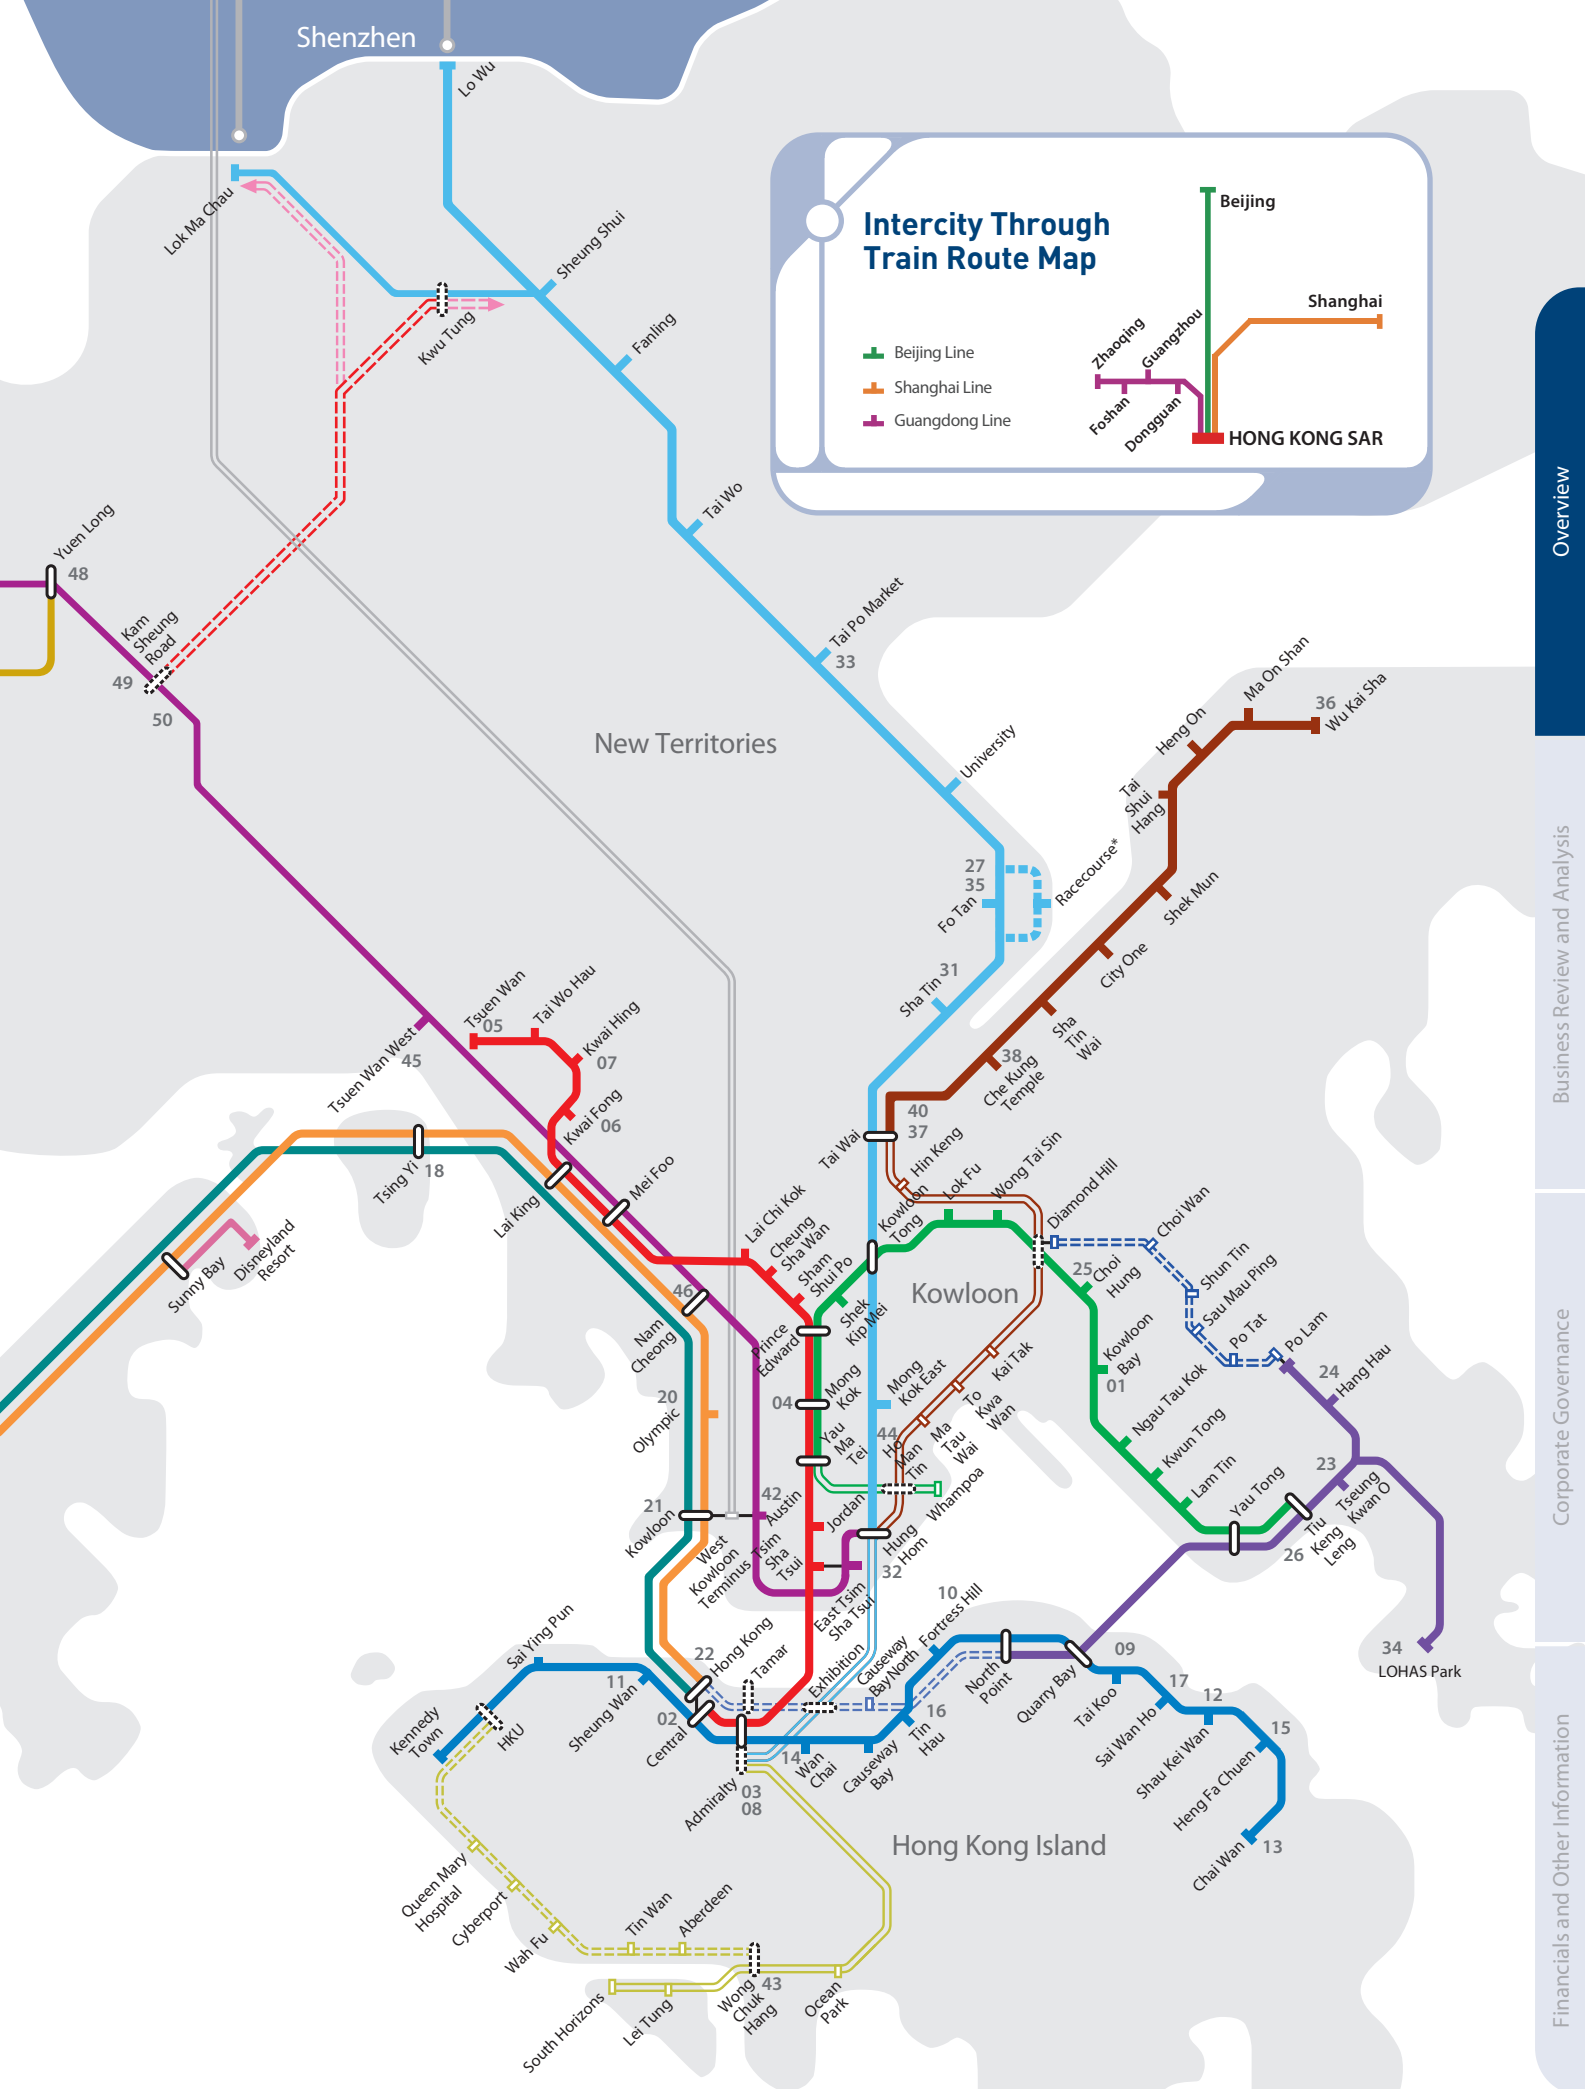 Shenzhen
Lo Wu
Lok Ma Chau
Sheung Shui
Kwu Tung
Fanling
Intercity Through
Train Route Map
Beijing Line
Shanghai Line
Guangdong Line
Beijing
Shanghai
Zhaoqing
Guangzhou
Foshan
Dongguan
HONG KONG SAR
Overview
Business Review and Analysis
Corporate Governance
Financials and Other Information
Tai Wo
Yuen Long
48
Kam
Sheung
Road
49
50
Tai Po Market
33
New Territories
University
Ma On Shan
36
Wu Kai Sha
Heng On
Tai
Shui
Hang
Racecourse*
27
35
Fo Tan
Shek Mun
City One
Sha Tin
31
Sha
Tin
Wai
38
Che Kung
Temple
Tsuen Wan
05
Tai Wo Hau
Kwai Hing
07
Tsuen Wan West
45
Kwai Fong
06
40
37
Tai Wai
Hin Keng
Tsing Yi
18
Lai King
Mei Foo
Sunny Bay
Disneyland
Resort
Lai Chi Kok
Cheung
Sha Wan
Sham
Shui Po
Kowloon
Tong
Lok Fu
Wong Tai Sin
Diamond Hill
Choi Wan
Shun Tin
Sau Mau Ping
Po Tat
Po Lam
24
Hang Hau
25
Choi
Hung
Kowloon
46
Nam
Cheong
Prince
Edward
Shek
Kip Mei
Kowloon
Bay
01
Kai Tak
To
Kwa
Wan
Ma
Tau
Wai
Ngau Tau Kok
Kwun Tong
Lam Tin
Yau Tong
23
Tseung
Kwan O
Tiu
Keng
Leng
26
20
Olympic
04
Mong
Kok
Mong
Kok East
Yau
Ma
Tei
44
Ho
Man
Tin
Whampoa
21
Kowloon
42
Austin
Jordan
West
Kowloon
Terminus
Tsim
Sha
Tsui
Hung
Hom
32
East Tsim
Sha Tsui
34
LOHAS Park
10
Fortress Hill
Sai Ying Pun
22
Hong Kong
Tamar
Exhibition
Causeway
Bay North
North
Point
Quarry Bay
09
Tai Koo
17
Sai Wan Ho
12
Shau Kei Wan
15
Heng Fa Chuen
Chai Wan
13
11
Sheung Wan
02
Central
Kennedy
Town
HKU
Admiralty
03
08
14
Wan
Chai
Causeway
Bay
16
Tin
Hau
Hong Kong Island
Queen Mary
Hospital
Cyberport
Wah Fu
Tin Wan
Aberdeen
South Horizons
Lei Tung
Wong
Chuk
Hang
43
Ocean
Park